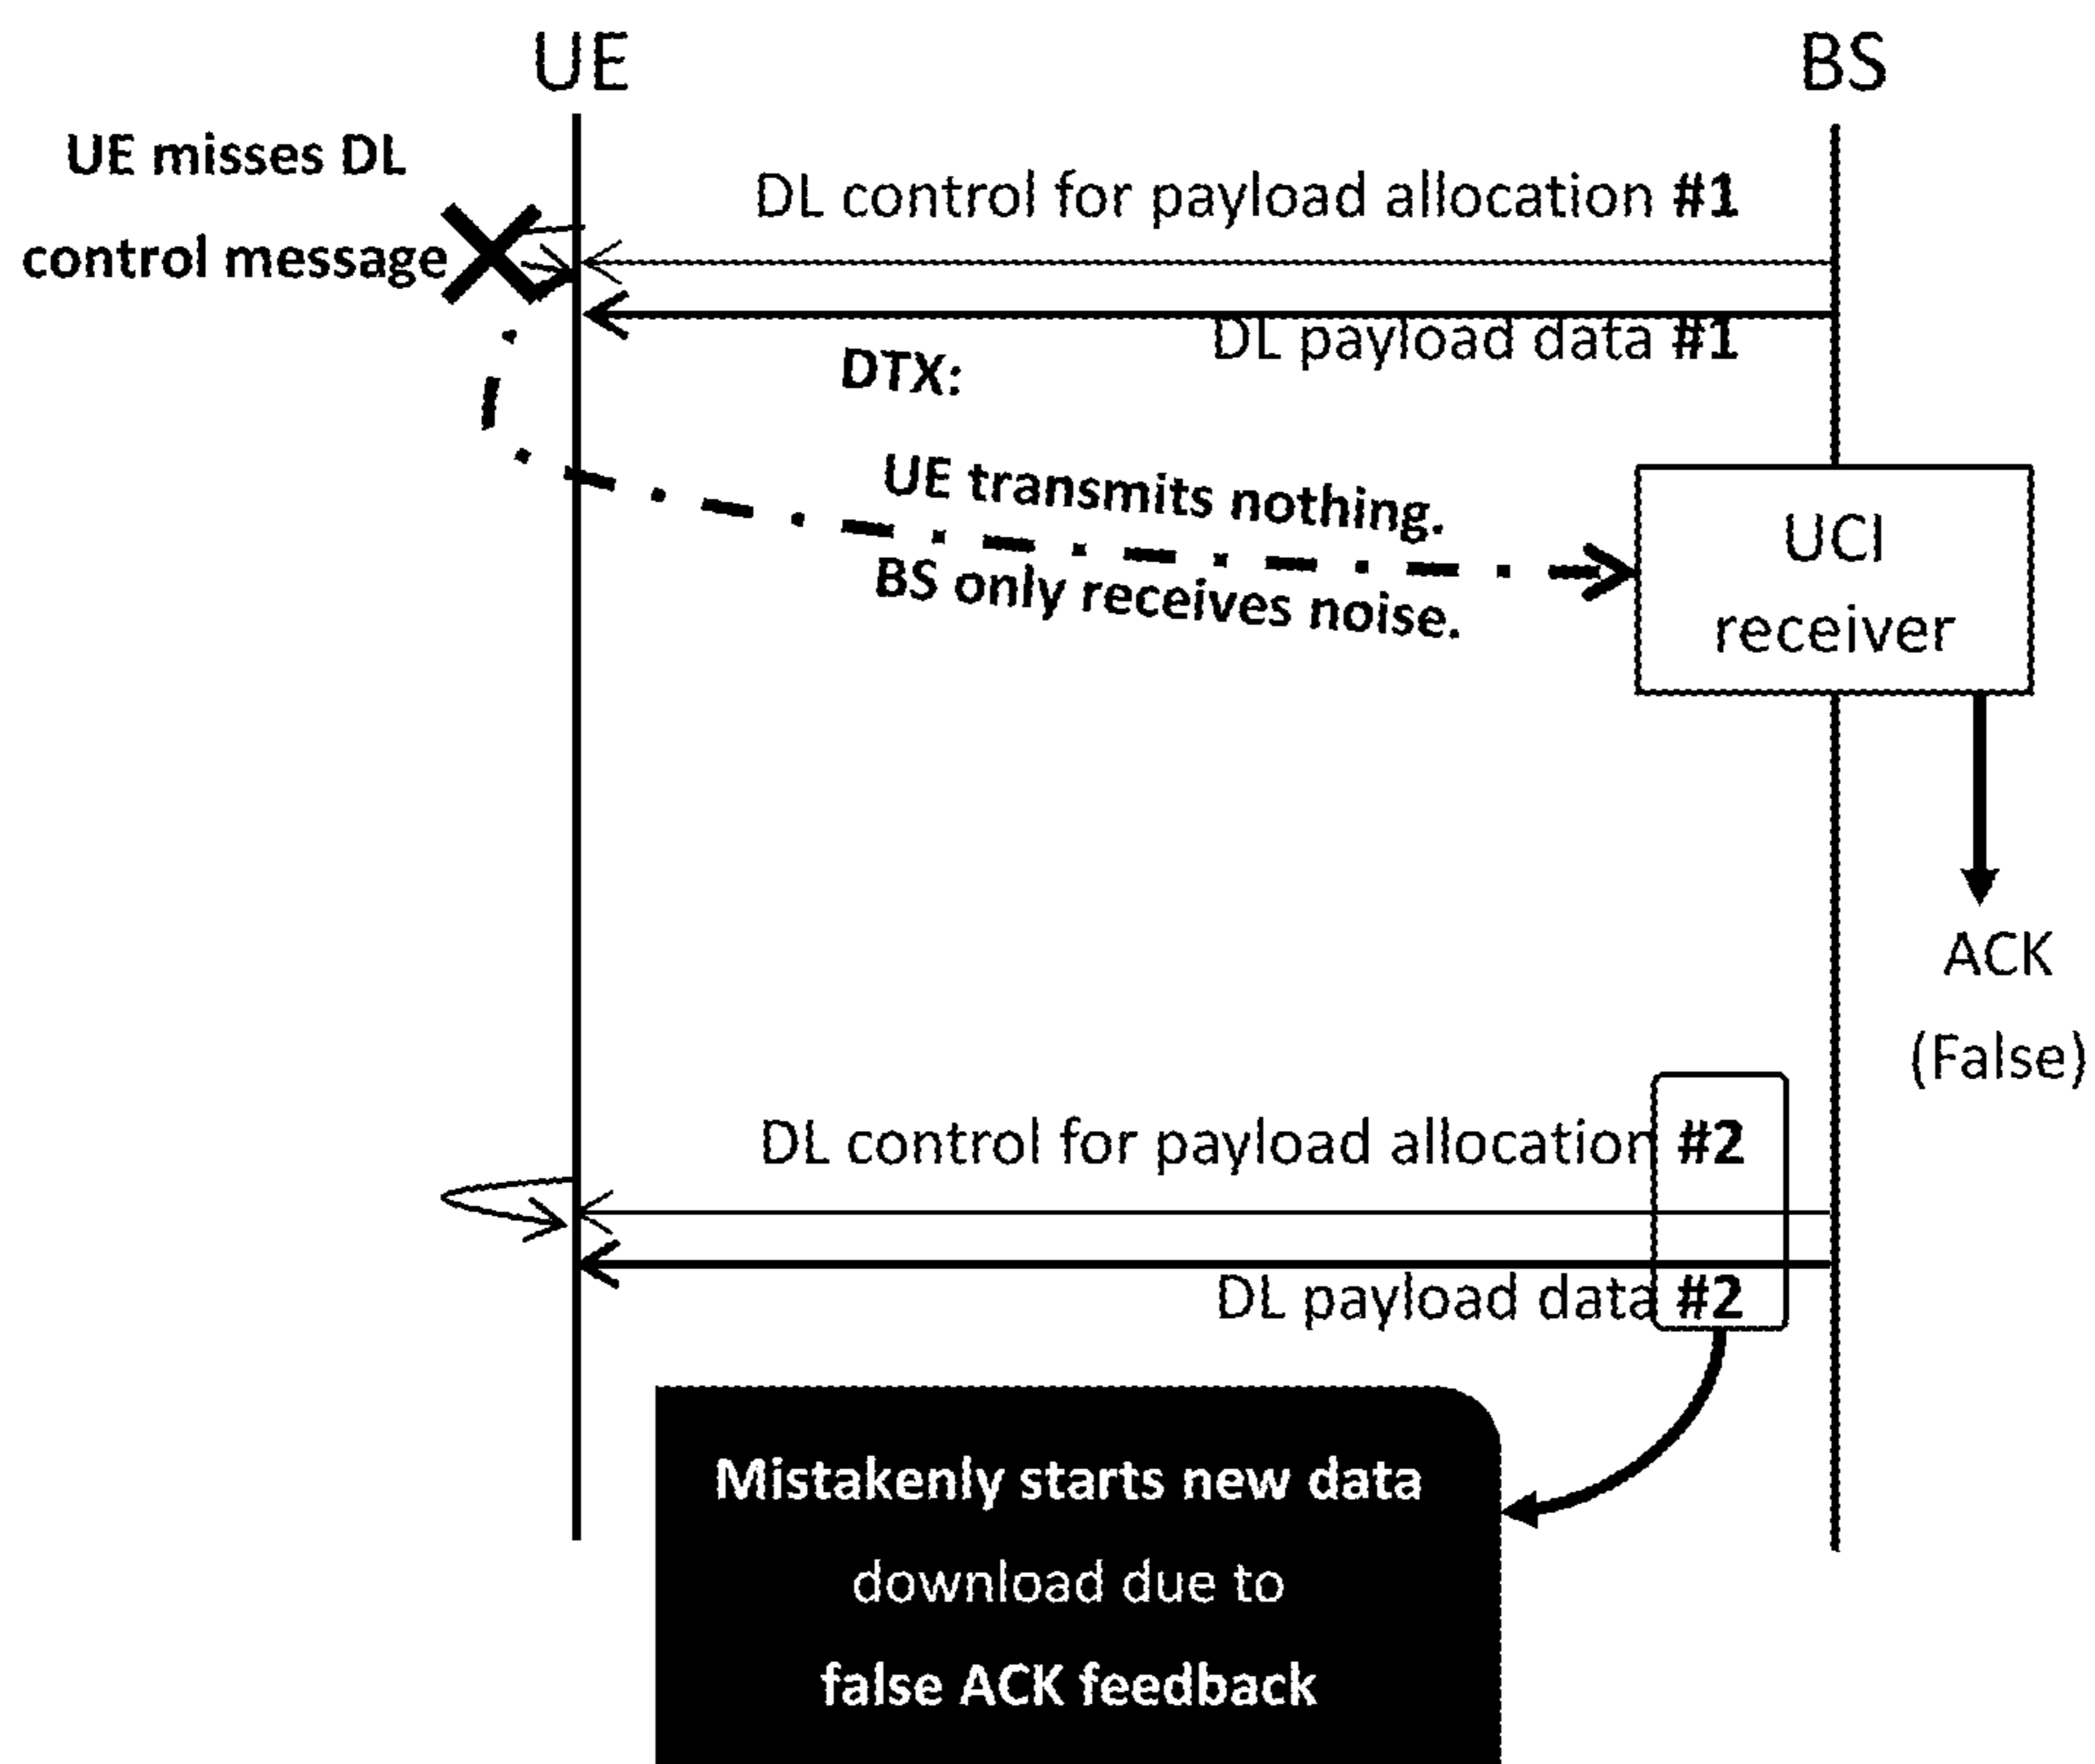 UE
BS
UE misses DL
control message
DL control for payload allocation #1
DL payload data #1
DTX:
UE transmits nothing.
BS only receives noise.
UCI
receiver
ACK
(False)
DL control for payload allocation #2
DL payload data #2
Mistakenly starts new data
download due to
false ACK feedback